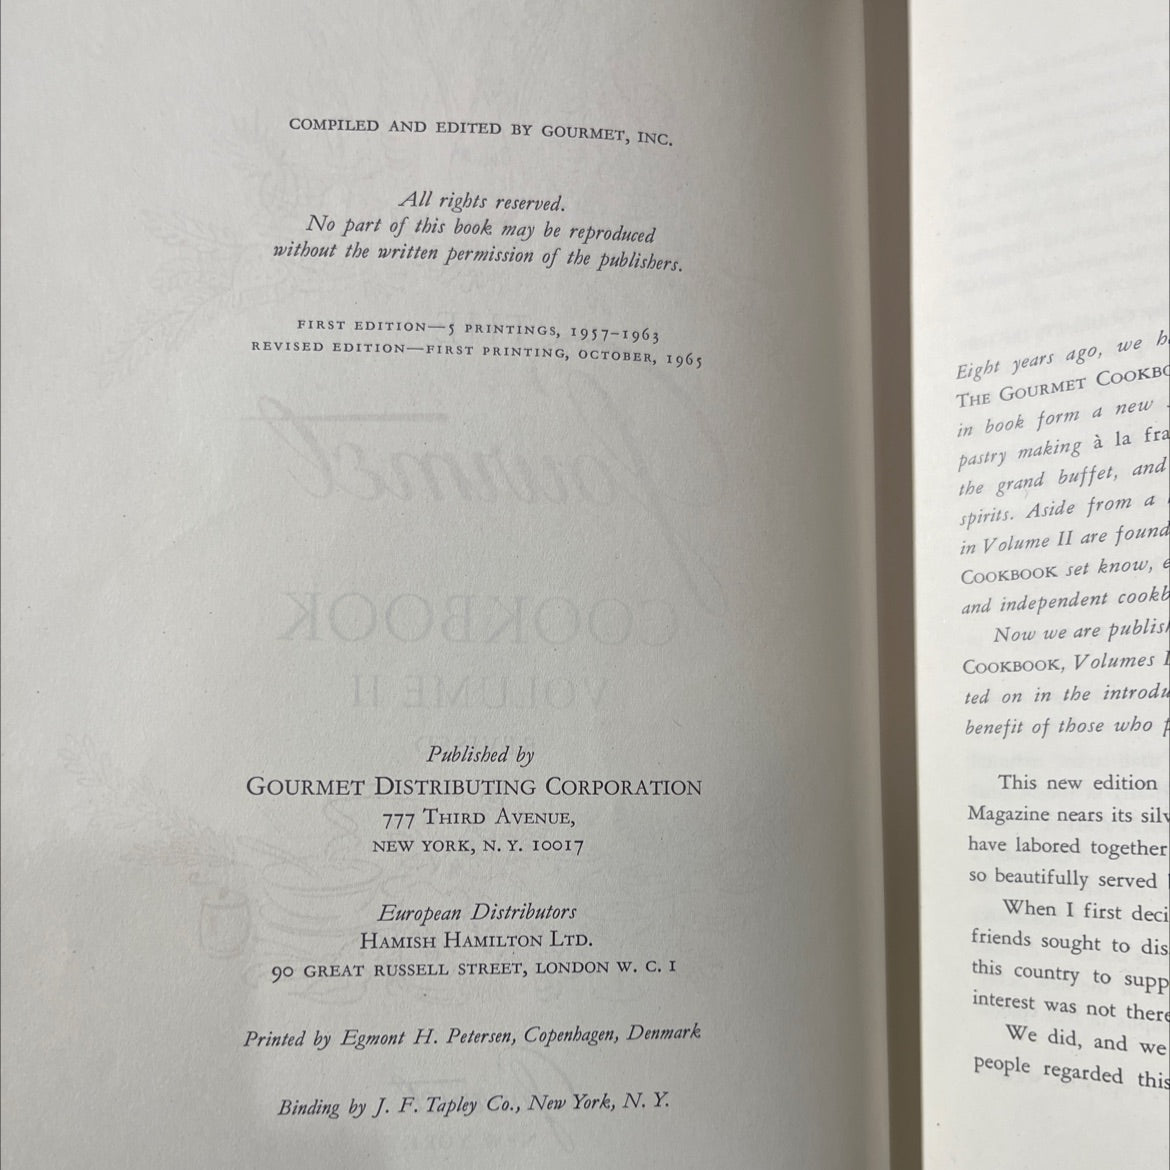 COMPILED AND EDITED BY GOURMET, INC.
All rights reserved.
No part of this book may be reproduced
without the written permission of the publishers.
FIRST EDITION—5 PRINTINGS, 1957–1963
REVISED EDITION—FIRST PRINTING, OCTOBER, 1965
Gourmet
COOKBOOK
VOLUME II
Published by
GOURMET DISTRIBUTING CORPORATION
777 THIRD AVENUE,
NEW YORK, N. Y. 10017
European Distributors
HAMISH HAMILTON LTD.
90 GREAT RUSSELL STREET, LONDON W. C. I
Printed by Egmont H. Petersen, Copenhagen, Denmark
Binding by J. F. Tapley Co., New York, N. Y.
Eight years ago, we
THE GOURMET
in book form a new
pastry making à la
the grand buffet, and
spirits. Aside from a
in Volume II are found
COOKBOOK set know,
and independent
Now we are
COOKBOOK, Volumes
ted on in the
benefit of those who
This new edition
Magazine nears its
have labored together
so beautifully served
When I first
friends sought to
this country to
interest was not
We did, and we
people regarded this